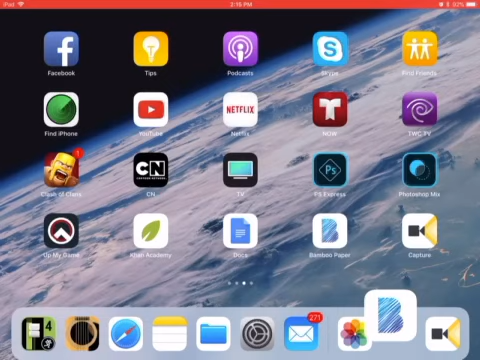 iPad 2:15 PM 92%
Facebook Tips Podcasts Skype Find Friends
NETFLIX
Find iPhone YouTube Netflix NOW TWC TV
1
CN
CARTOON NETWORK
Ps
Clash of Clans CN TV PS Express Photoshop Mix
Up My Game Khan Academy Docs Bamboo Paper Capture
4
271
B